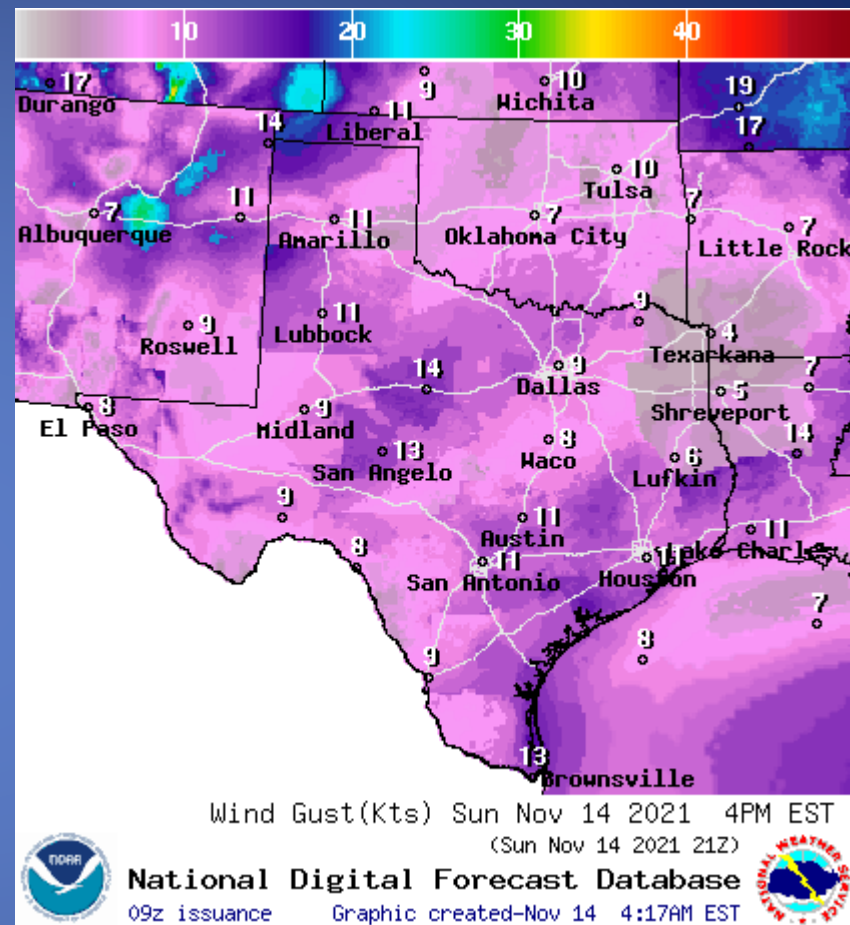 10 20 30 40
17
Durango
9
10
Wichita
19
11
Liberal
14
17
10
Tulsa
7
Albuquerque
11
11
Amarillo
7
Oklahoma City
7
7
Little Rock
9
Roswell
11
Lubbock
9
4
Texarkana
14
9
Dallas
5
Shreveport
7
8
El Paso
9
Midland
13
San Angelo
8
Waco
6
Lufkin
14
9
11
Austin
11
Lake Charles
8
11
San Antonio
11
Houston
7
8
9
13
Brownsville
Wind Gust(Kts) Sun Nov 14 2021 4PM EST
(Sun Nov 14 2021 21Z)
National Digital Forecast Database
09z issuance Graphic created-Nov 14 4:17AM EST
NOAA
NATIONAL WEATHER SERVICE